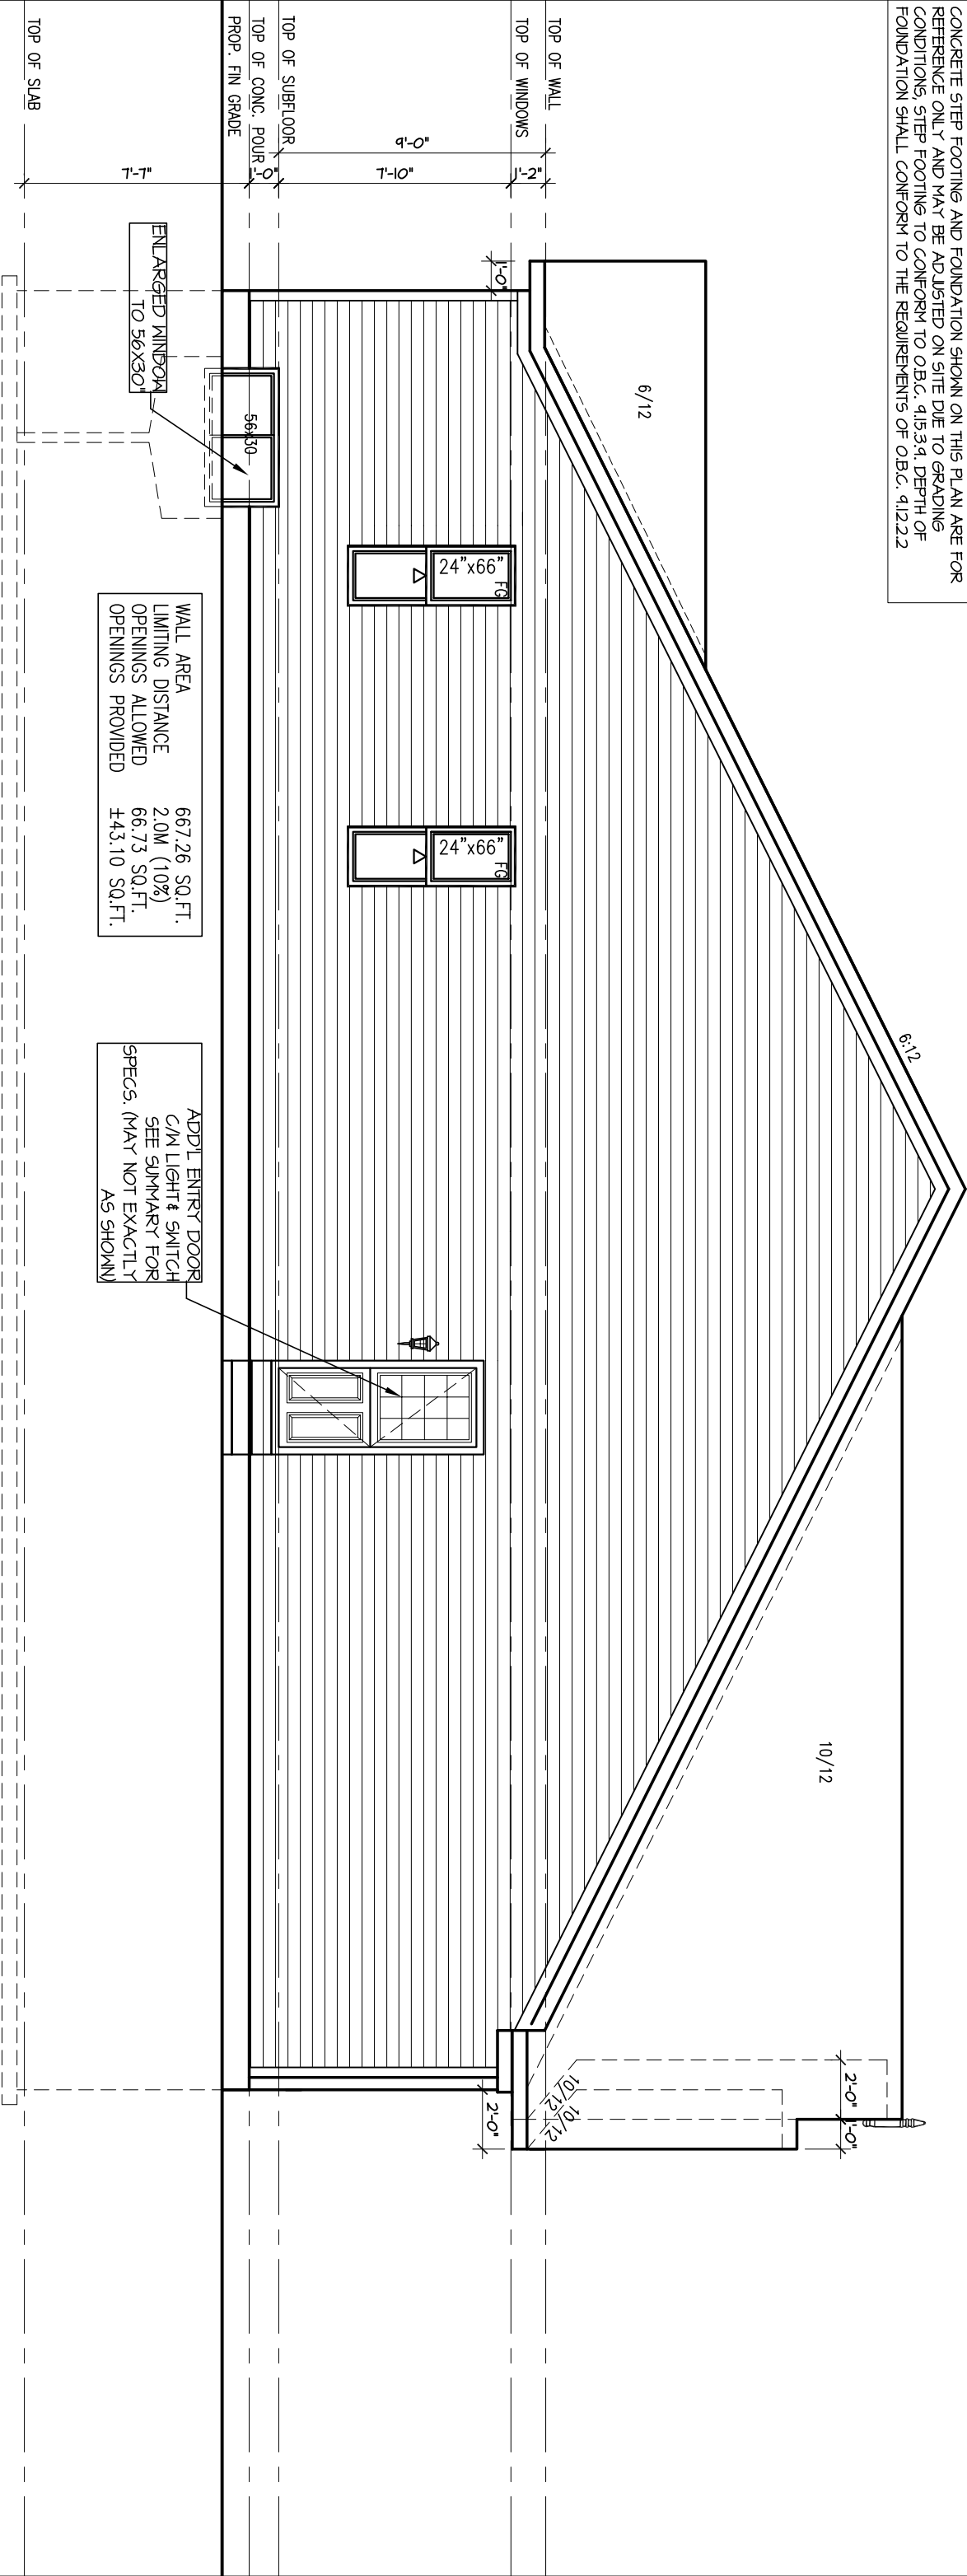 CONCRETE STEP FOOTING AND FOUNDATION SHOWN ON THIS PLAN ARE FOR
REFERENCE ONLY AND MAY BE ADJUSTED ON SITE DUE TO GRADING
CONDITIONS, STEP FOOTING TO CONFORM TO O.B.C. 9.15.3.9. DEPTH OF
FOUNDATION SHALL CONFORM TO THE REQUIREMENTS OF O.B.C. 9.12.2.2
6:12
6/12
10/12
2'-0"
1'-0"
10/12
10/12
TOP OF WALL
TOP OF WINDOWS
9'-0"
1'-2"
7'-10"
1'-0"
2'-0"
24"x66"
FG
24"x66"
FG
TOP OF SUBFLOOR
TOP OF CONC. POUR
PROP. FIN GRADE
1'-0"
7'-7"
56x30
ENLARGED WINDOW
TO 56X30"
WALL AREA 667.26 SQ.FT.
LIMITING DISTANCE 2.0M (10%)
OPENINGS ALLOWED 66.73 SQ.FT.
OPENINGS PROVIDED ±43.10 SQ.FT.
ADD'L ENTRY DOOR
C/W LIGHT & SWITCH
SEE SUMMARY FOR
SPECS. (MAY NOT EXACTLY
AS SHOWN)
TOP OF SLAB